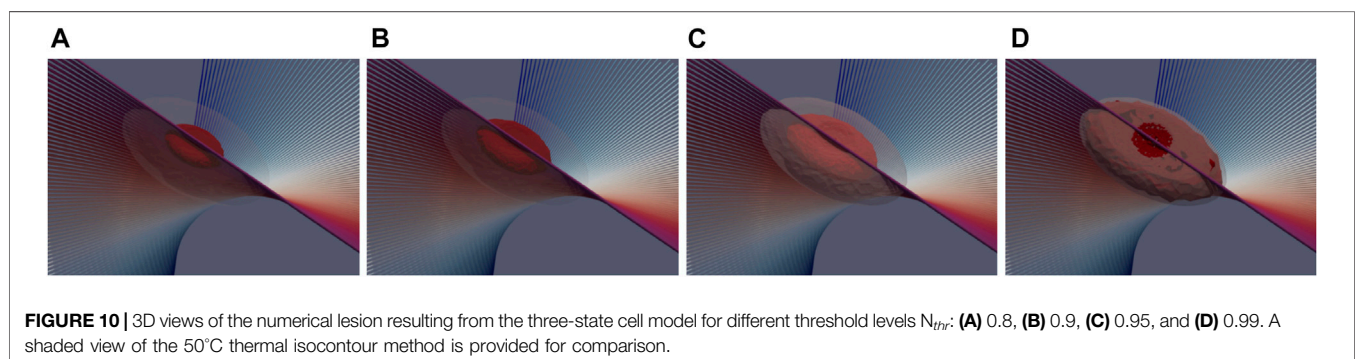 A B C D
FIGURE 10 | 3D views of the numerical lesion resulting from the three-state cell model for different threshold levels Nthr: (A) 0.8, (B) 0.9, (C) 0.95, and (D) 0.99. A
shaded view of the 50°C thermal isocontour method is provided for comparison.